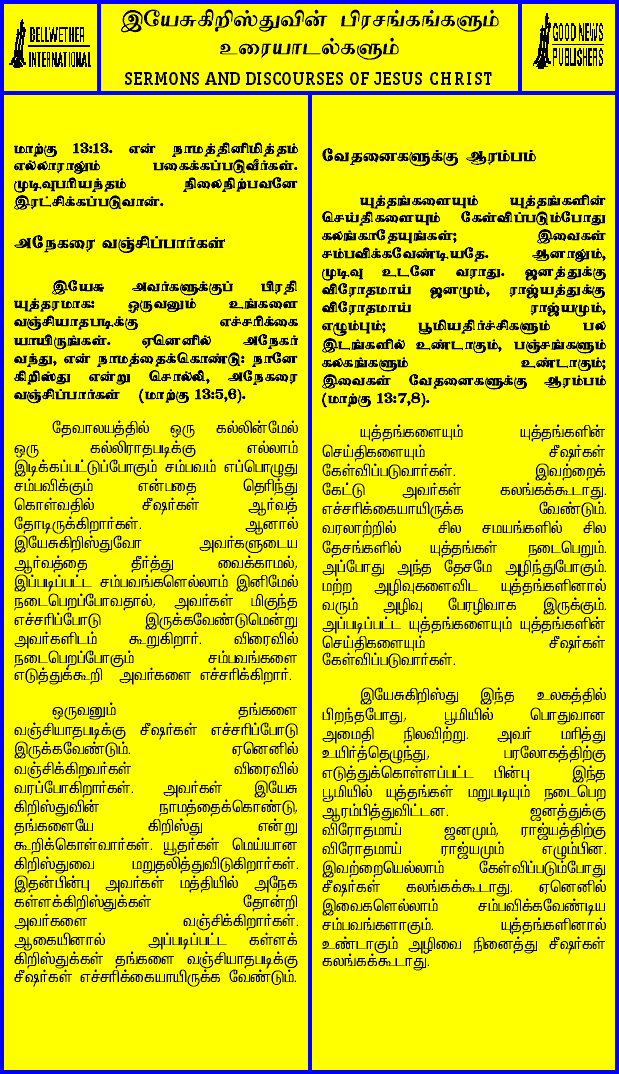 BELLWETHER
INTERNATIONAL
இயேசுகிறிஸ்துவின் பிரசங்கங்களும்
உரையாடல்களும்
SERMONS AND DISCOURSES OF JESUS CHRIST
GOOD NEWS
PUBLISHERS
மாற்கு 13:13. என் நாமத்தினிமித்தம்
எல்லாராலும் பகைக்கப்படுவீர்கள்.
முடிவுபரியந்தம் நிலைநிற்பவனே
இரட்சிக்கப்படுவான்.
அநேகரை வஞ்சிப்பார்கள்
இயேசு அவர்களுக்குப் பிரதி
யுத்தரமாக: ஒருவனும் உங்களை
வஞ்சியாதபடிக்கு எச்சரிக்கை
யாயிருங்கள். ஏனெனில் அநேகர்
வந்து, என் நாமத்தைக்கொண்டு: நானே
கிறிஸ்து என்று சொல்லி, அநேகரை
வஞ்சிப்பார்கள் (மாற்கு 13:5,6).
தேவாலயத்தில் ஒரு கல்லின்மேல்
ஒரு கல்லிராதபடிக்கு எல்லாம்
இடிக்கப்பட்டுப்போகும் சம்பவம் எப்பொழுது
சம்பவிக்கும் என்பதை தெரிந்து
கொள்வதில் சீஷர்கள் ஆர்வத்
தோடிருக்கிறார்கள். ஆனால்
இயேசுகிறிஸ்துவோ அவர்களுடைய
ஆர்வத்தை தீர்த்து வைக்காமல்,
இப்படிப்பட்ட சம்பவங்களெல்லாம் இனிமேல்
நடைபெறப்போவதால், அவர்கள் மிகுந்த
எச்சரிப்போடு இருக்கவேண்டுமென்று
அவர்களிடம் கூறுகிறார். விரைவில்
நடைபெறப்போகும் சம்பவங்களை
எடுத்துக்கூறி அவர்களை எச்சரிக்கிறார்.
ஒருவனும் தங்களை
வஞ்சியாதபடிக்கு சீஷர்கள் எச்சரிப்போடு
இருக்கவேண்டும். ஏனெனில்
வஞ்சிக்கிறவர்கள் விரைவில்
வரப்போகிறார்கள். அவர்கள் இயேசு
கிறிஸ்துவின் நாமத்தைக்கொண்டு,
தங்களையே கிறிஸ்து என்று
கூறிக்கொள்வார்கள். யூதர்கள் மெய்யான
கிறிஸ்துவை மறுதலித்துவிடுகிறார்கள்.
இதன்பின்பு அவர்கள் மத்தியில் அநேக
கள்ளக்கிறிஸ்துக்கள் தோன்றி
அவர்களை வஞ்சிக்கிறார்கள்.
ஆகையினால் அப்படிப்பட்ட கள்ளக்
கிறிஸ்துக்கள் தங்களை வஞ்சியாதபடிக்கு
சீஷர்கள் எச்சரிக்கையாயிருக்க வேண்டும்.
வேதனைகளுக்கு ஆரம்பம்
யுத்தங்களையும் யுத்தங்களின்
செய்திகளையும் கேள்விப்படும்போது
கலங்காதேயுங்கள்; இவைகள்
சம்பவிக்கவேண்டியதே. ஆனாலும்,
முடிவு உடனே வராது. ஜனத்துக்கு
விரோதமாய் ஜனமும், ராஜ்யத்துக்கு
விரோதமாய் ராஜ்யமும்,
எழும்பும்; பூமியதிர்ச்சிகளும் பல
இடங்களில் உண்டாகும், பஞ்சங்களும்
கலகங்களும் உண்டாகும்;
இவைகள் வேதனைகளுக்கு ஆரம்பம்
(மாற்கு 13:7,8).
யுத்தங்களையும் யுத்தங்களின்
செய்திகளையும் சீஷர்கள்
கேள்விப்படுவார்கள். இவற்றைக்
கேட்டு அவர்கள் கலங்கக்கூடாது.
எச்சரிக்கையாயிருக்க வேண்டும்.
வரலாற்றில் சில சமயங்களில் சில
தேசங்களில் யுத்தங்கள் நடைபெறும்.
அப்போது அந்த தேசமே அழிந்துபோகும்.
மற்ற அழிவுகளைவிட யுத்தங்களினால்
வரும் அழிவு பேரழிவாக இருக்கும்.
அப்படிப்பட்ட யுத்தங்களையும் யுத்தங்களின்
செய்திகளையும் சீஷர்கள்
கேள்விப்படுவார்கள்.
இயேசுகிறிஸ்து இந்த உலகத்தில்
பிறந்தபோது, பூமியில் பொதுவான
அமைதி நிலவிற்று. அவர் மரித்து
உயிர்த்தெழுந்து, பரலோகத்திற்கு
எடுத்துக்கொள்ளப்பட்ட பின்பு இந்த
பூமியில் யுத்தங்கள் மறுபடியும் நடைபெற
ஆரம்பித்துவிட்டன. ஜனத்துக்கு
விரோதமாய் ஜனமும், ராஜ்யத்திற்கு
விரோதமாய் ராஜ்யமும் எழும்பின.
இவற்றையெல்லாம் கேள்விப்படும்போது
சீஷர்கள் கலங்கக்கூடாது. ஏனெனில்
இவைகளெல்லாம் சம்பவிக்கவேண்டிய
சம்பவங்களாகும். யுத்தங்களினால்
உண்டாகும் அழிவை நினைத்து சீஷர்கள்
கலங்கக்கூடாது.